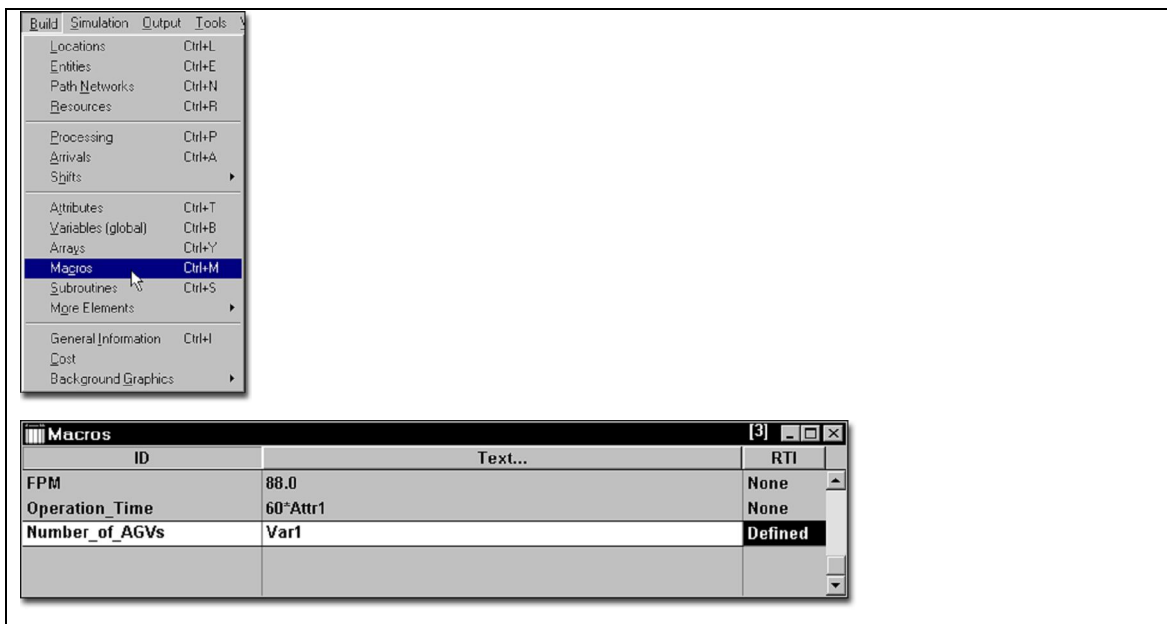 Build Simulation Output Tools
Locations Ctrl+L
Entities Ctrl+E
Path Networks Ctrl+N
Resources Ctrl+R
Processing Ctrl+P
Arrivals Ctrl+A
Shifts
Attributes Ctrl+T
Variables (global) Ctrl+B
Arrays Ctrl+Y
Macros Ctrl+M
Subroutines Ctrl+S
More Elements
General Information Ctrl+I
Cost
Background Graphics
Macros [3]
ID Text... RTI
FPM 88.0 None
Operation_Time 60*Attr1 None
Number_of_AGVs Var1 Defined